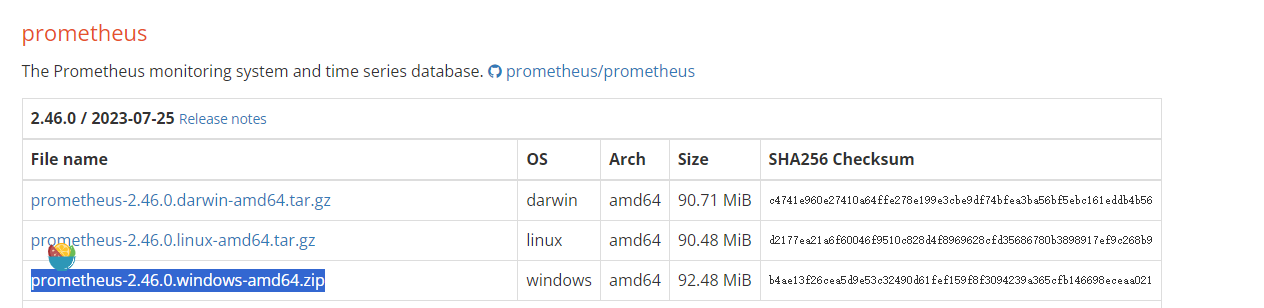 prometheus
The Prometheus monitoring system and time series database. prometheus/prometheus
2.46.0 / 2023-07-25 Release notes
File name OS Arch Size SHA256 Checksum
prometheus-2.46.0.darwin-amd64.tar.gz darwin amd64 90.71 MiB c4741e960e27410a64ffe278e199e3cbe9df74bfea3ba56bf5ebc161eddb4b56
prometheus-2.46.0.linux-amd64.tar.gz linux amd64 90.48 MiB d2177ea21a6f60046f9510c828d4f8969628cfd35686780b3898917ef9c268b9
prometheus-2.46.0.windows-amd64.zip windows amd64 92.48 MiB b4ae13f26cea5d9e53c32490d61fef159f8f3094239a365cfb146698eceaa021